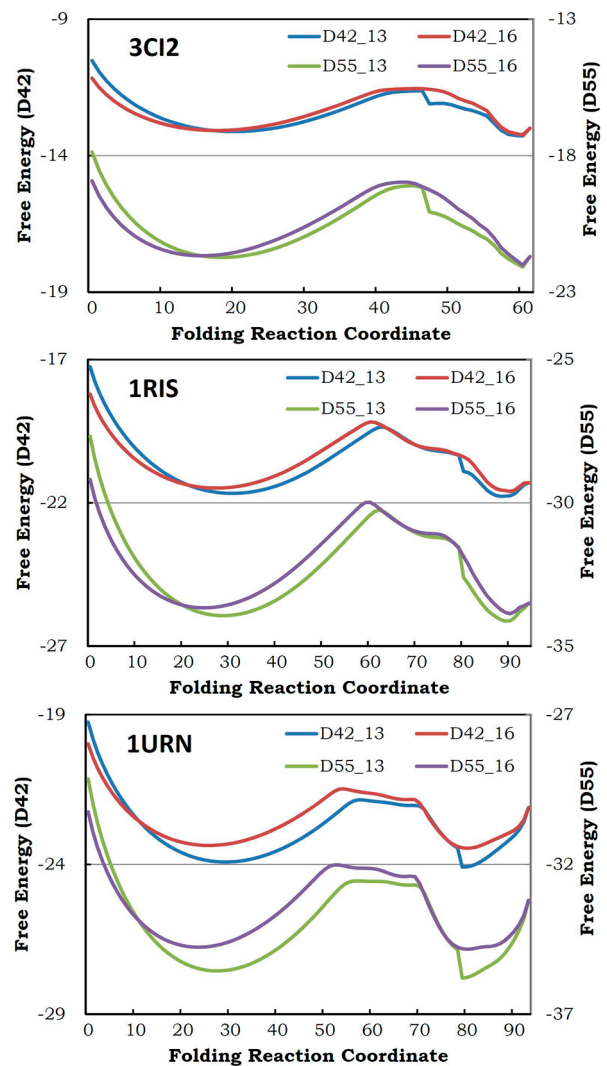 -9
-13
3CI2
D42_13
D42_16
D55_13
D55_16
Free Energy (D42)
-14
-18
Free Energy (D55)
-19
-23
0 10 20 30 40 50 60
Folding Reaction Coordinate
-17
-25
1RIS
D42_13
D42_16
D55_13
D55_16
Free Energy (D42)
-22
-30
Free Energy (D55)
-27
-35
0 10 20 30 40 50 60 70 80 90
Folding Reaction Coordinate
-19
-27
1URN
D42_13
D42_16
D55_13
D55_16
Free Energy (D42)
-24
-32
Free Energy (D55)
-29
-37
0 10 20 30 40 50 60 70 80 90
Folding Reaction Coordinate